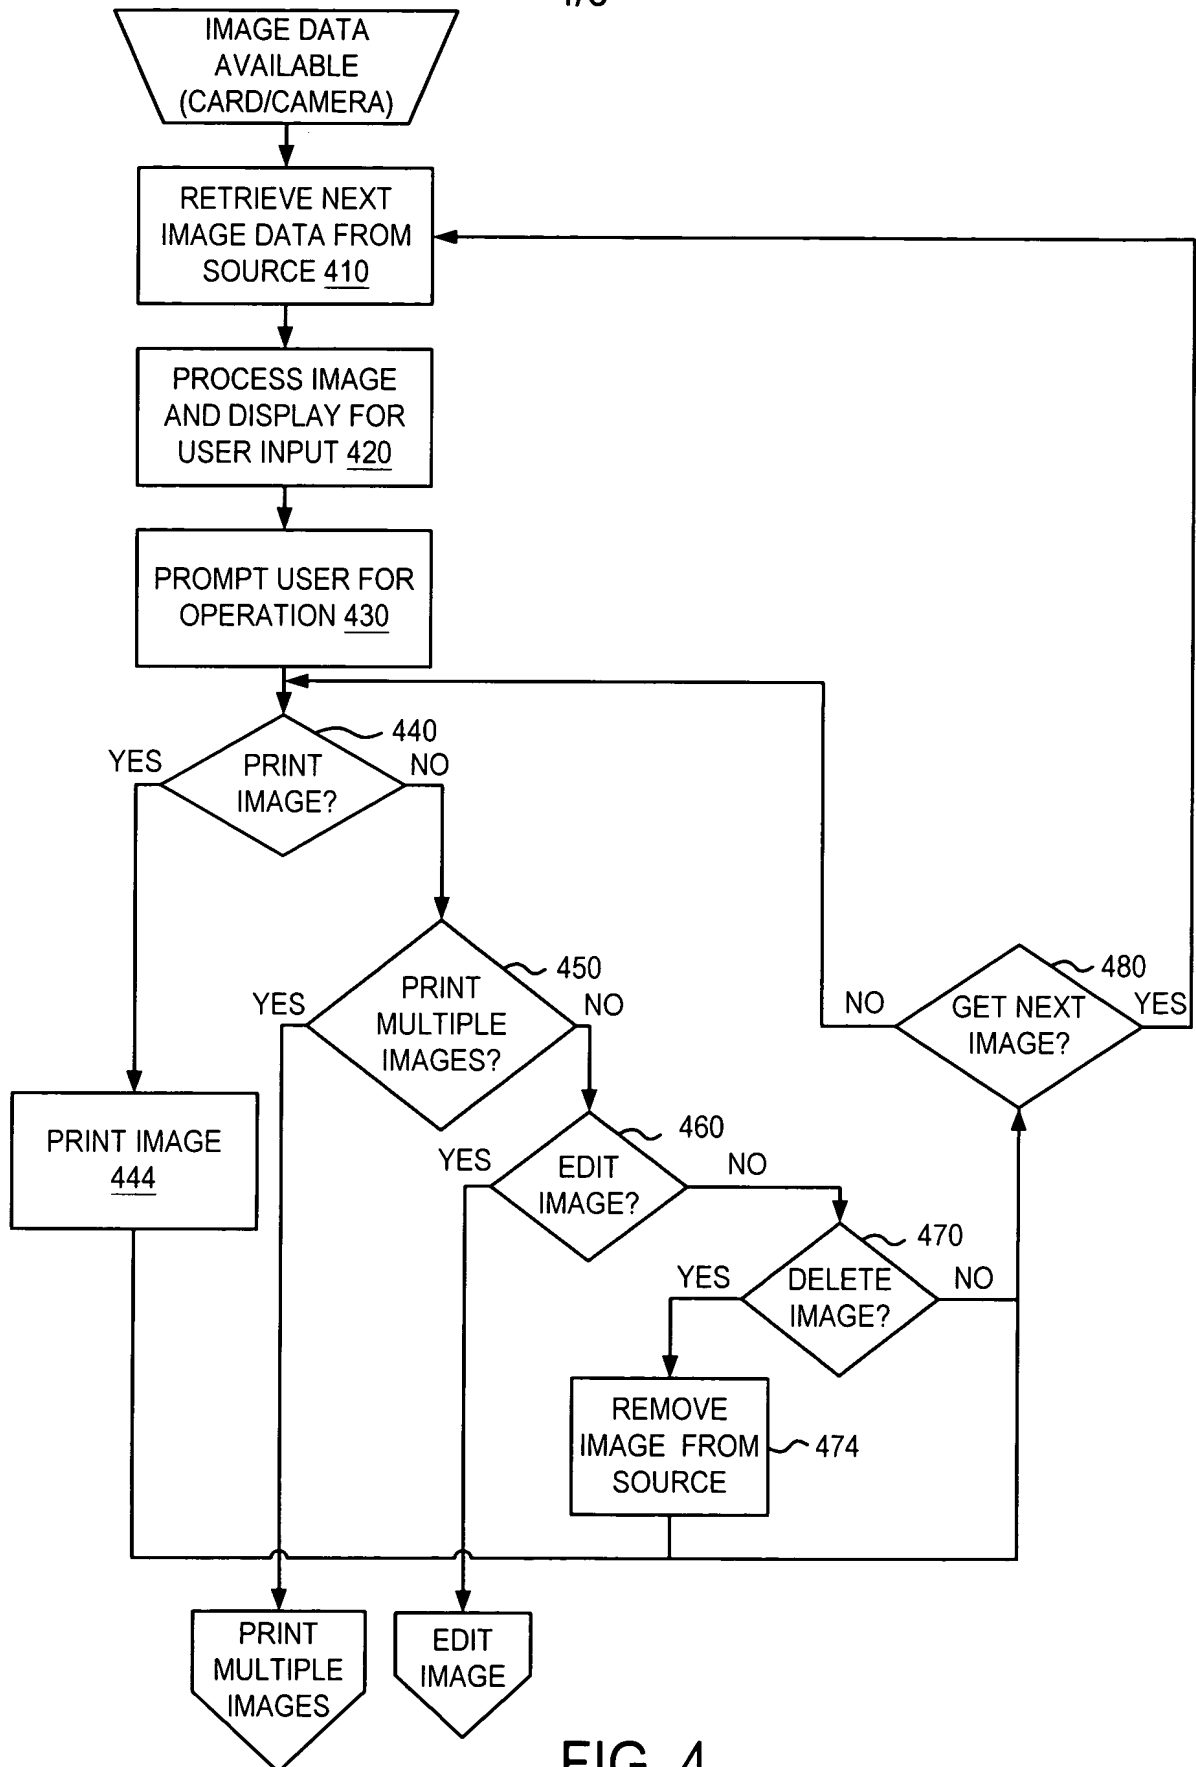 IMAGE DATA
AVAILABLE
(CARD/CAMERA)
RETRIEVE NEXT
IMAGE DATA FROM
SOURCE 410
PROCESS IMAGE
AND DISPLAY FOR
USER INPUT 420
PROMPT USER FOR
OPERATION 430
440
YES
NO
PRINT
IMAGE?
450
YES
NO
PRINT
MULTIPLE
IMAGES?
480
NO
YES
GET NEXT
IMAGE?
PRINT IMAGE
444
460
YES
NO
EDIT
IMAGE?
470
YES
NO
DELETE
IMAGE?
REMOVE
IMAGE FROM
SOURCE
474
PRINT
MULTIPLE
IMAGES
EDIT
IMAGE
FIG. 4